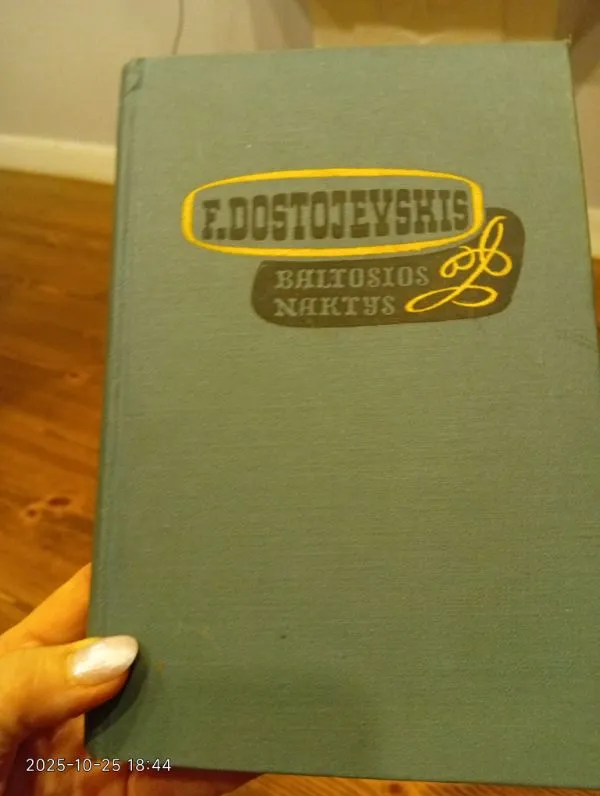 F.DOSTOJEVSKIS
BALTOSIOS
NAKTYS
2025-10-25 18:44